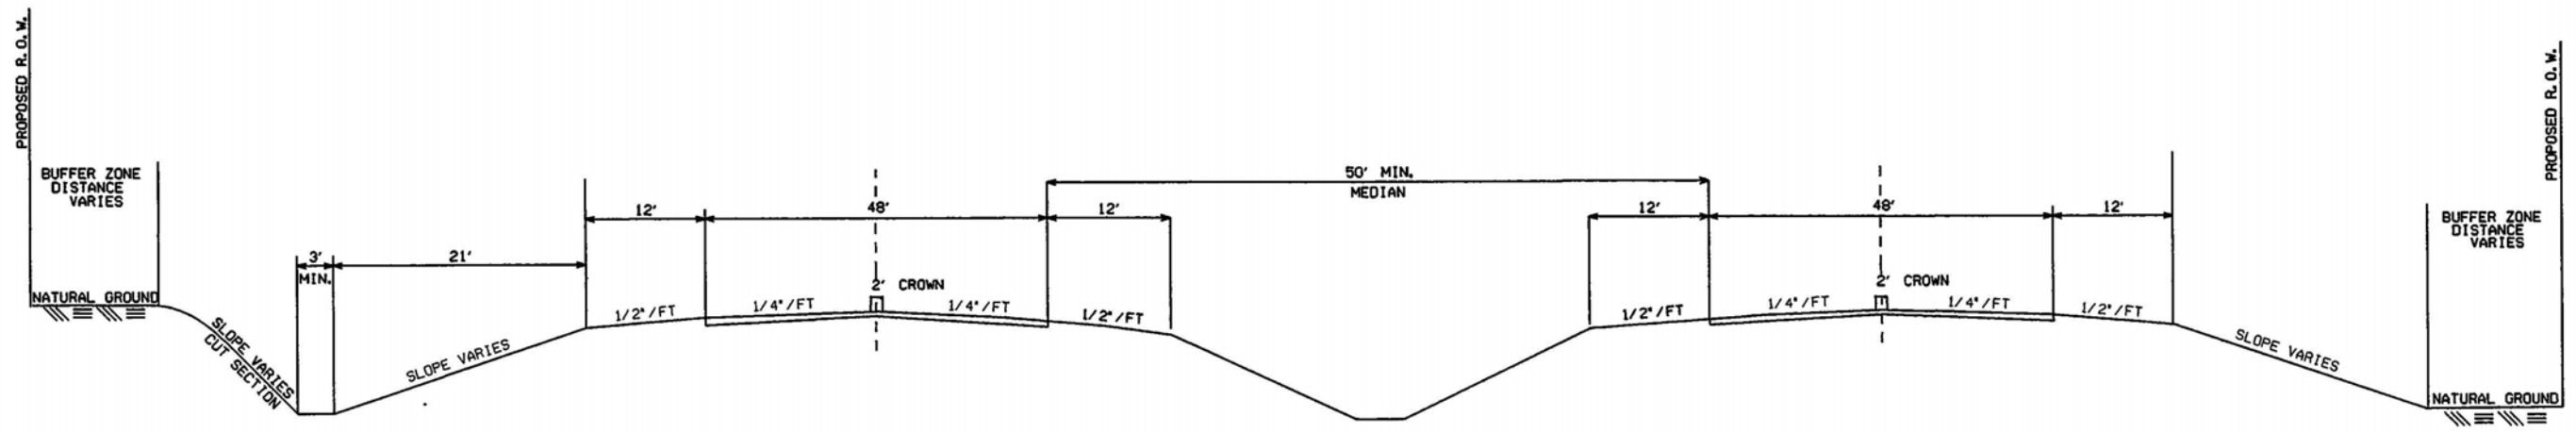 PROPOSED R.O.W.
PROPOSED R.O.W.
BUFFER ZONE
DISTANCE
VARIES
50' MIN.
MEDIAN
12'
48'
12'
12'
48'
12'
BUFFER ZONE
DISTANCE
VARIES
3'
MIN.
21'
2' CROWN
2' CROWN
NATURAL GROUND
1/2"/FT
1/4"/FT
1/4"/FT
1/2"/FT
1/2"/FT
1/4"/FT
1/4"/FT
1/2"/FT
SLOPE VARIES
CUT SECTION
SLOPE VARIES
SLOPE VARIES
NATURAL GROUND